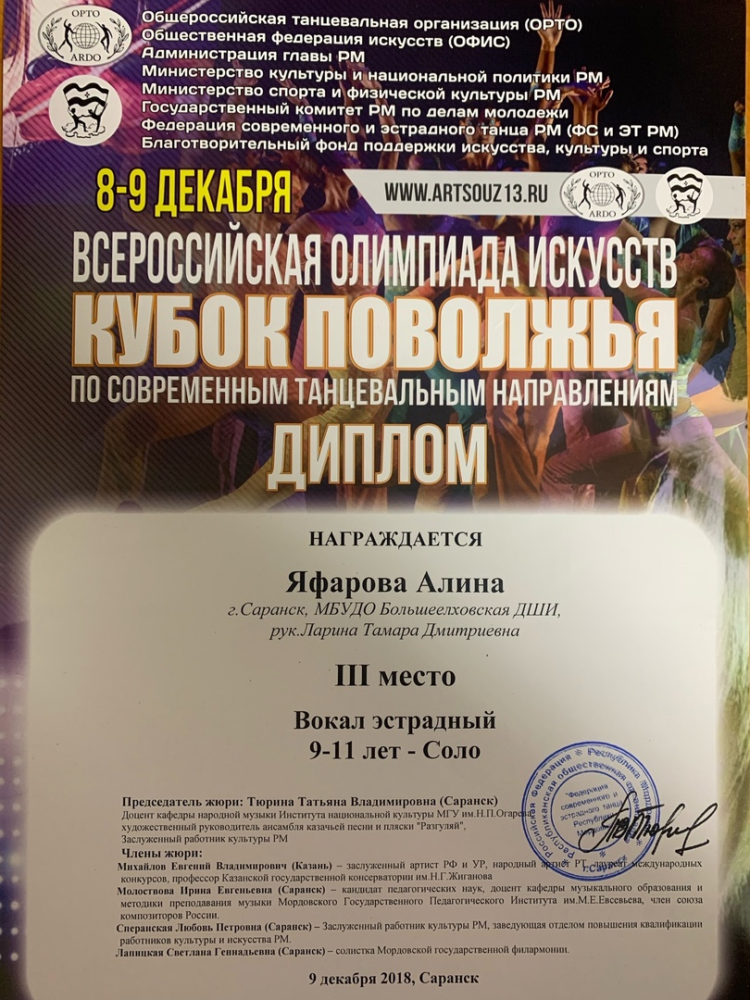 ОРТО
ARDO
Общероссийская танцевальная организация (ОРТО)
Общественная федерация искусств (ОФИС)
Администрация главы РМ
Министерство культуры и национальной политики РМ
Министерство спорта и физической культуры РМ
Государственный комитет РМ по делам молодежи
Федерация современного и эстрадного танца РМ (ФС и ЭТ РМ)
Благотворительный фонд поддержки искусства, культуры и спорта
8-9 ДЕКАБРЯ
WWW.ARTSOUZ13.RU
ОРТО
ARDO
ВСЕРОССИЙСКАЯ ОЛИМПИАДА ИСКУССТВ
КУБОК ПОВОЛЖЬЯ
ПО СОВРЕМЕННЫМ ТАНЦЕВАЛЬНЫМ НАПРАВЛЕНИЯМ
ДИПЛОМ
НАГРАЖДАЕТСЯ
Яфарова Алина
г.Саранск, МБУДО Большеелховская ДШИ,
рук.Ларина Тамара Дмитриевна
III место
Вокал эстрадный
9-11 лет - Соло
Председатель жюри: Тюрина Татьяна Владимировна (Саранск)
Доцент кафедры народной музыки Института национальной культуры МГУ им.Н.П.Огарева
художественный руководитель ансамбля казачьей песни и пляски "Разгуляй",
Заслуженный работник культуры РМ
Члены жюри:
Михайлов Евгений Владимирович (Казань) – заслуженный артист РФ и УР, народный артист РТ, лауреат международных
конкурсов, профессор Казанской государственной консерватории им.Н.Г.Жиганова
Молоствова Ирина Евгеньевна (Саранск) – кандидат педагогических наук, доцент кафедры музыкального образования и
методики преподавания музыки Мордовского Государственного Педагогического Института им.М.Е.Евсевьева, член союза
композиторов России.
Сперанская Любовь Петровна (Саранск) – Заслуженный работник культуры РМ, заведующая отделом повышения квалификации
работников культуры и искусства РМ.
Лапицкая Светлана Геннадьевна (Саранск) – солистка Мордовской государственной филармонии.
Российская Федерация * Республика
Республиканская общественная
"Федерация
современного и
эстрадного танца
г.Саранск
9 декабря 2018, Саранск